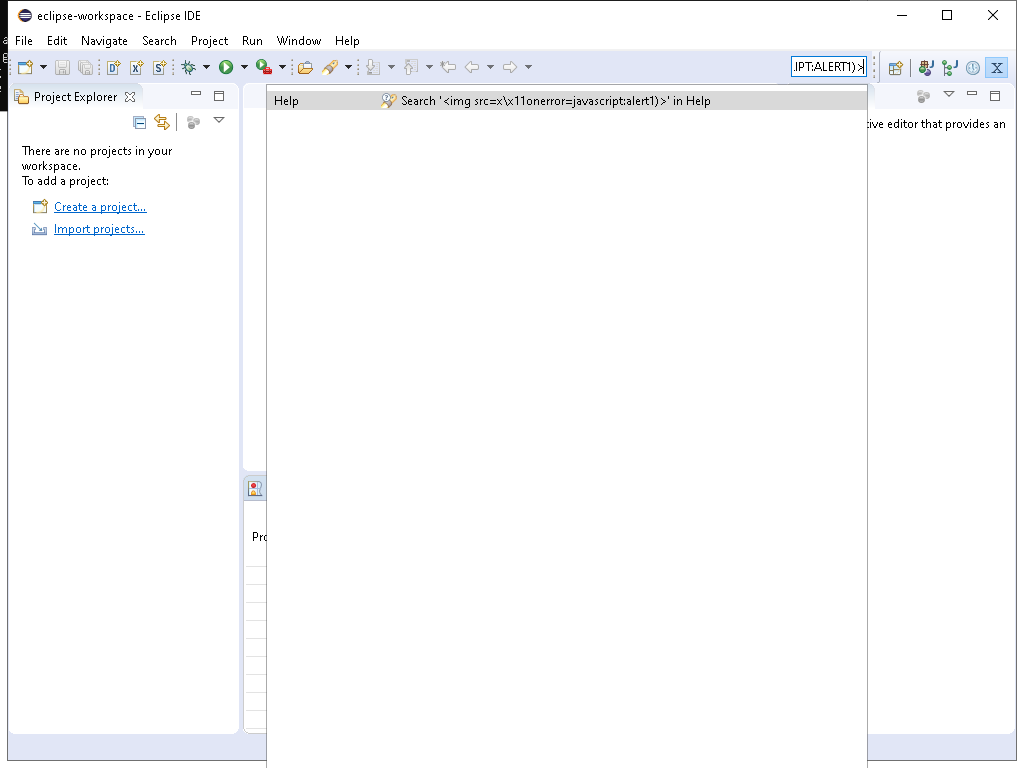 eclipse-workspace - Eclipse IDE
File Edit Navigate Search Project Run Window Help
IPT:ALERT1)>
Project Explorer
Help Search '<img src=x\x11onerror=javascript:alert1)>' in Help
tive editor that provides an
There are no projects in your
workspace.
To add a project:
Create a project...
Import projects...
Pro